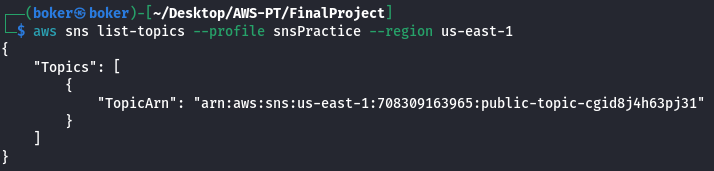 (boker㉿boker)-[~/Desktop/AWS-PT/FinalProject]
$ aws sns list-topics --profile snsPractice --region us-east-1
{
    "Topics": [
        {
            "TopicArn": "arn:aws:sns:us-east-1:708309163965:public-topic-cgid8j4h63pj31"
        }
    ]
}